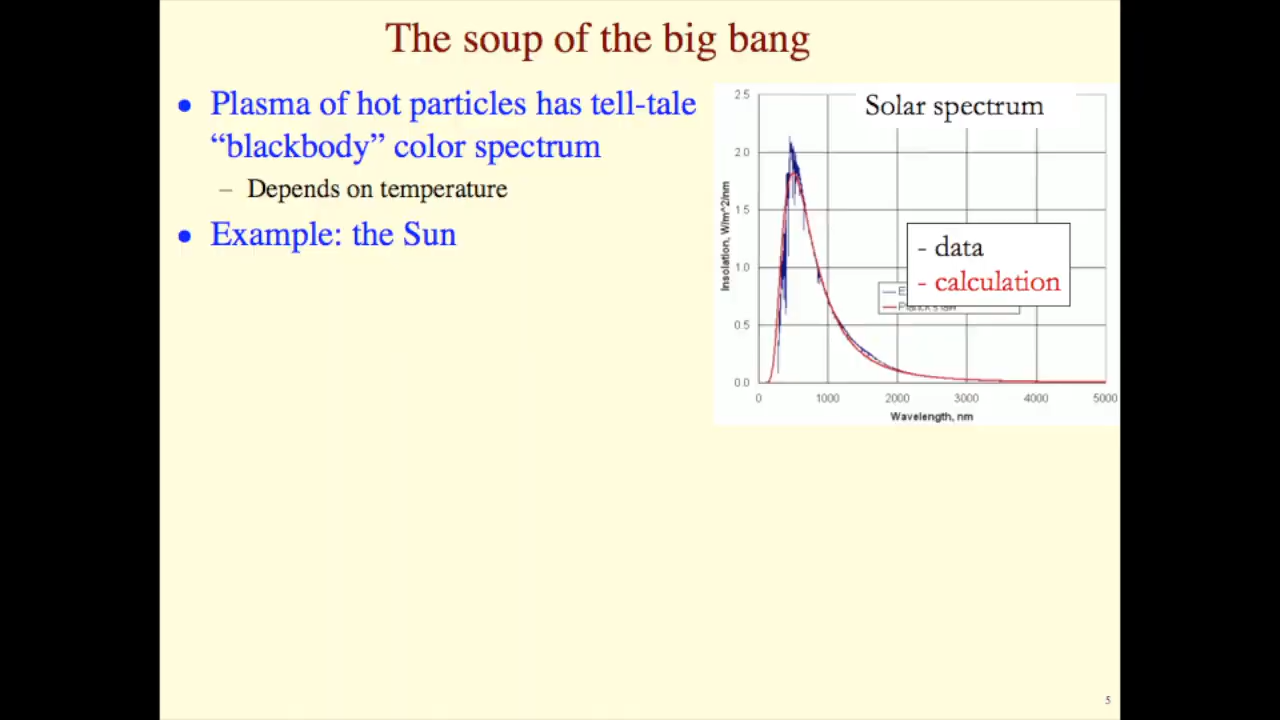 The soup of the big bang
● Plasma of hot particles has tell-tale
“blackbody” color spectrum
– Depends on temperature
● Example: the Sun
Solar spectrum
2.5
2.0
1.5
1.0
0.5
0.0
Insolation, W/m^2/nm
- data
- calculation
0 1000 2000 3000 4000 5000
Wavelength, nm
5